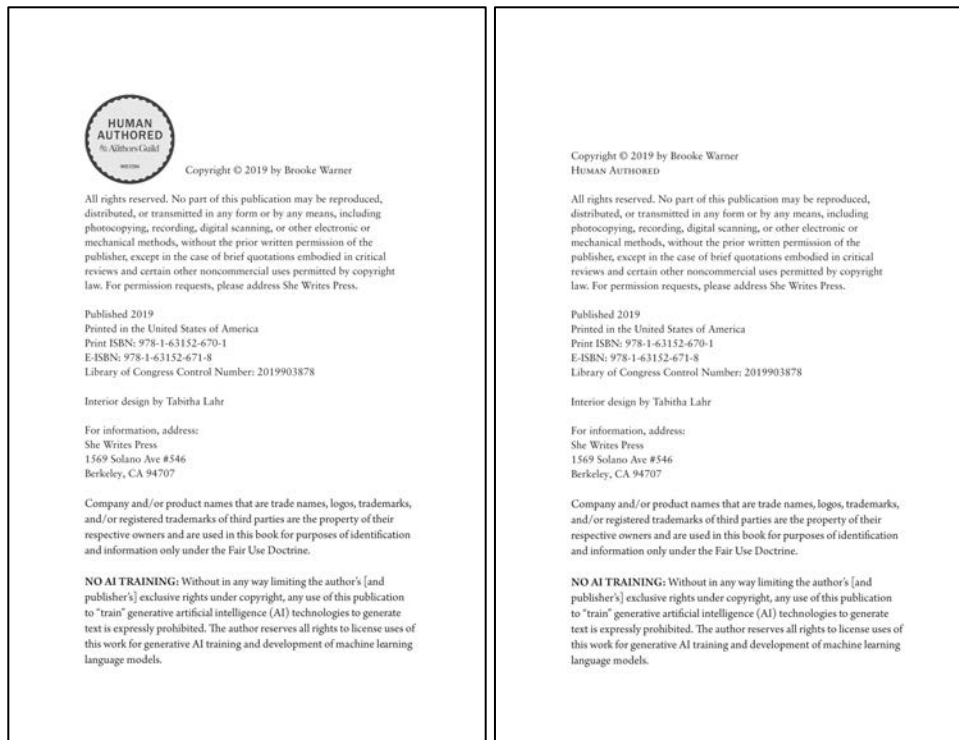 HUMAN
AUTHORED
the Authors Guild
Copyright © 2019 by Brooke Warner
All rights reserved. No part of this publication may be reproduced,
distributed, or transmitted in any form or by any means, including
photocopying, recording, digital scanning, or other electronic or
mechanical methods, without the prior written permission of the
publisher, except in the case of brief quotations embodied in critical
reviews and certain other noncommercial uses permitted by copyright
law. For permission requests, please address She Writes Press.
Published 2019
Printed in the United States of America
Print ISBN: 978-1-63152-670-1
E-ISBN: 978-1-63152-671-8
Library of Congress Control Number: 2019903878
Interior design by Tabitha Lahr
For information, address:
She Writes Press
1569 Solano Ave #546
Berkeley, CA 94707
Company and/or product names that are trade names, logos, trademarks,
and/or registered trademarks of third parties are the property of their
respective owners and are used in this book for purposes of identification
and information only under the Fair Use Doctrine.
NO AI TRAINING: Without in any way limiting the author's [and
publisher's] exclusive rights under copyright, any use of this publication
to "train" generative artificial intelligence (AI) technologies to generate
text is expressly prohibited. The author reserves all rights to license uses of
this work for generative AI training and development of machine learning
language models.
Copyright © 2019 by Brooke Warner
HUMAN AUTHORED
All rights reserved. No part of this publication may be reproduced,
distributed, or transmitted in any form or by any means, including
photocopying, recording, digital scanning, or other electronic or
mechanical methods, without the prior written permission of the
publisher, except in the case of brief quotations embodied in critical
reviews and certain other noncommercial uses permitted by copyright
law. For permission requests, please address She Writes Press.
Published 2019
Printed in the United States of America
Print ISBN: 978-1-63152-670-1
E-ISBN: 978-1-63152-671-8
Library of Congress Control Number: 2019903878
Interior design by Tabitha Lahr
For information, address:
She Writes Press
1569 Solano Ave #546
Berkeley, CA 94707
Company and/or product names that are trade names, logos, trademarks,
and/or registered trademarks of third parties are the property of their
respective owners and are used in this book for purposes of identification
and information only under the Fair Use Doctrine.
NO AI TRAINING: Without in any way limiting the author's [and
publisher's] exclusive rights under copyright, any use of this publication
to "train" generative artificial intelligence (AI) technologies to generate
text is expressly prohibited. The author reserves all rights to license uses of
this work for generative AI training and development of machine learning
language models.